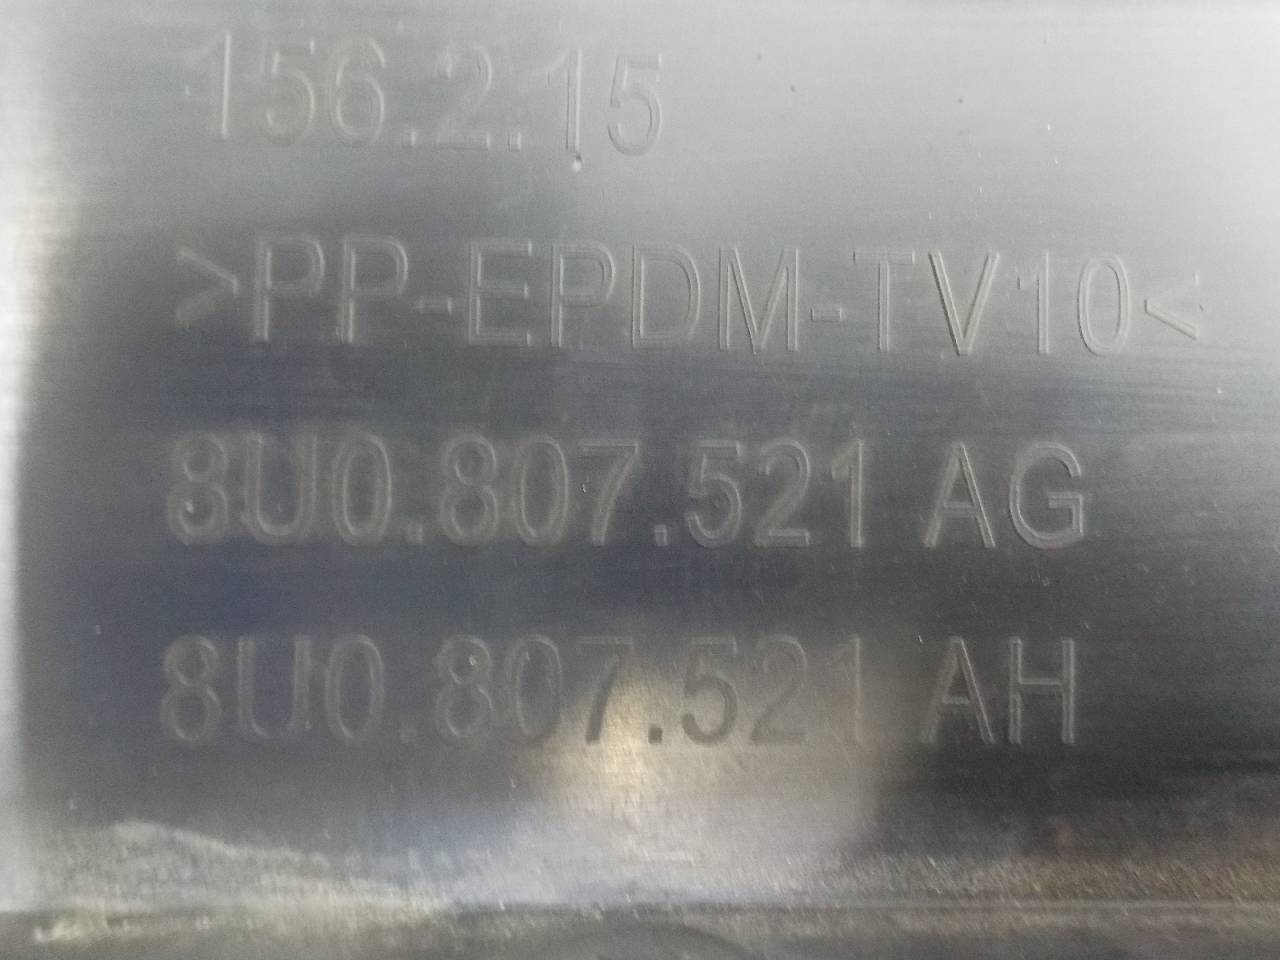 156.2.15
>PP-EPDM-TV10<
8U0.807.521 AG
8U0.807.521 AH